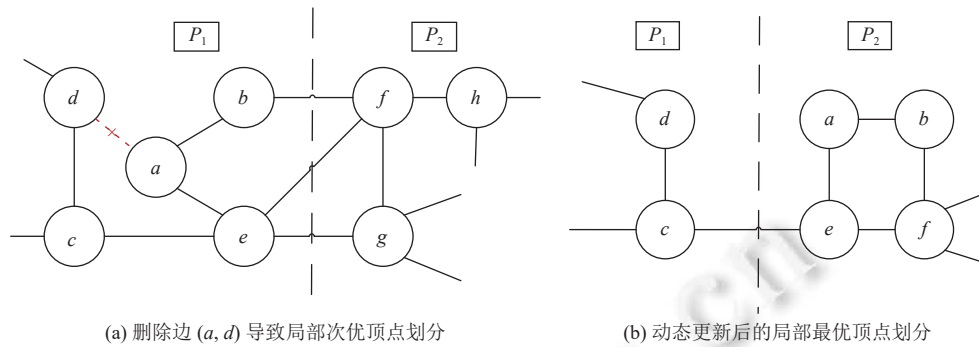 P1 P2 P1 P2
d b f h d a b
a
c e g c e f
(a) 删除边 (a, d) 导致局部次优顶点划分 (b) 动态更新后的局部最优顶点划分